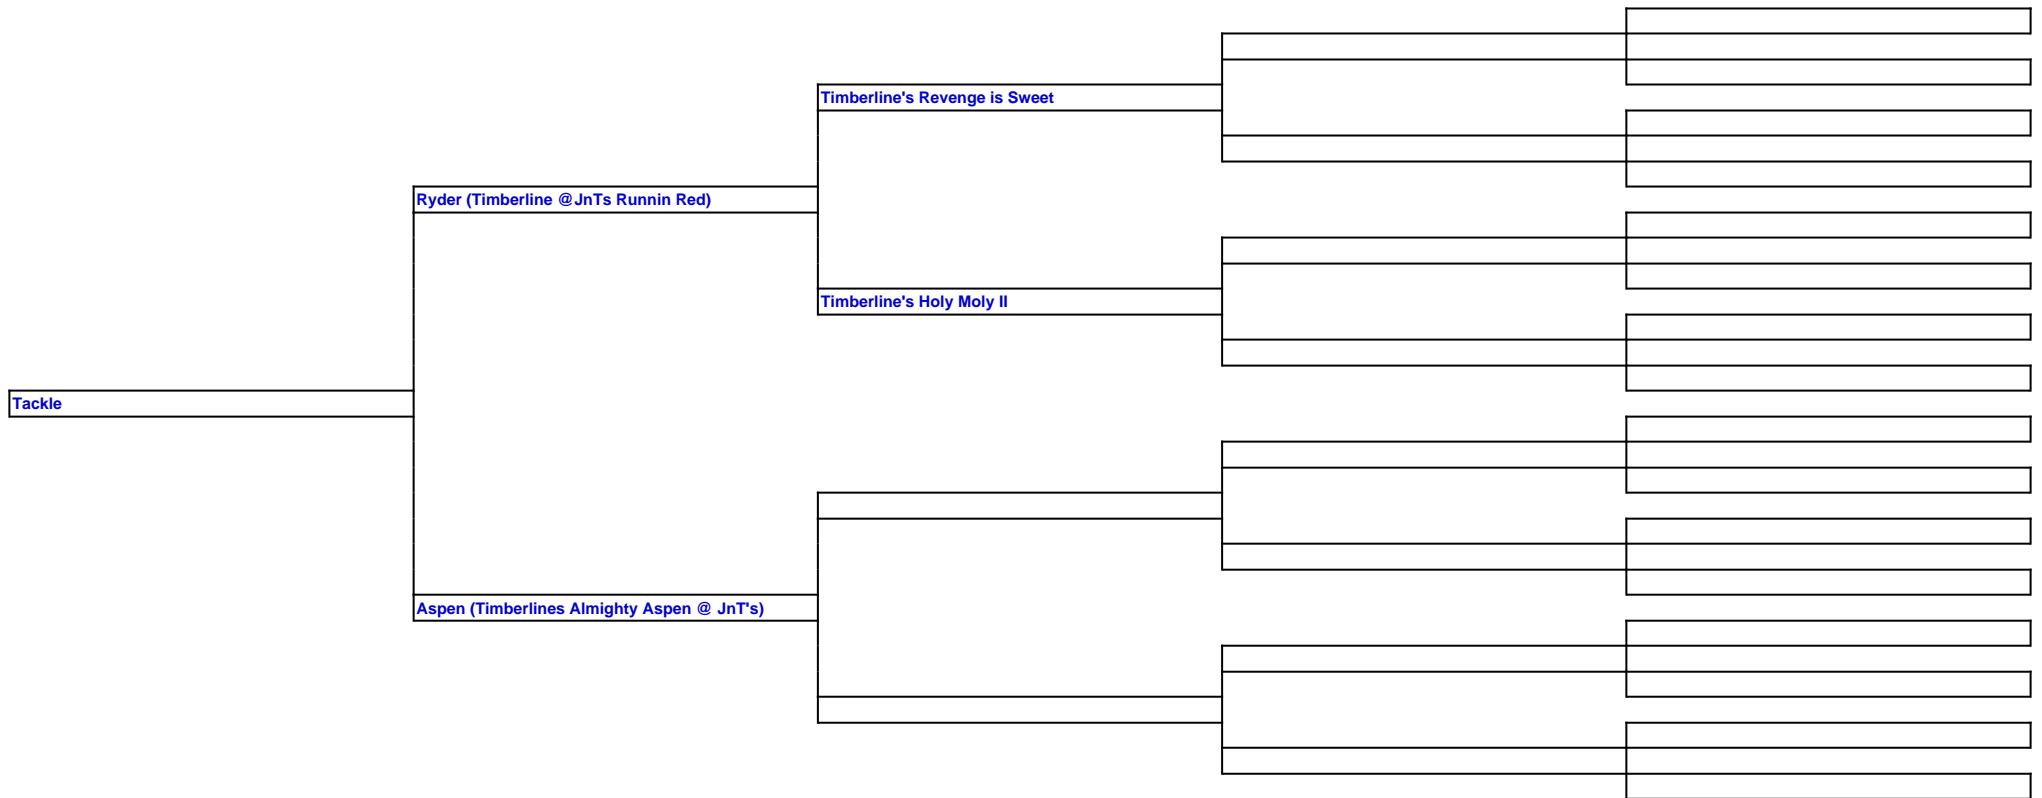 Timberline's Revenge is Sweet
Ryder (Timberline @JnTs Runnin Red)
Timberline's Holy Moly II
Tackle
Aspen (Timberlines Almighty Aspen @ JnT's)